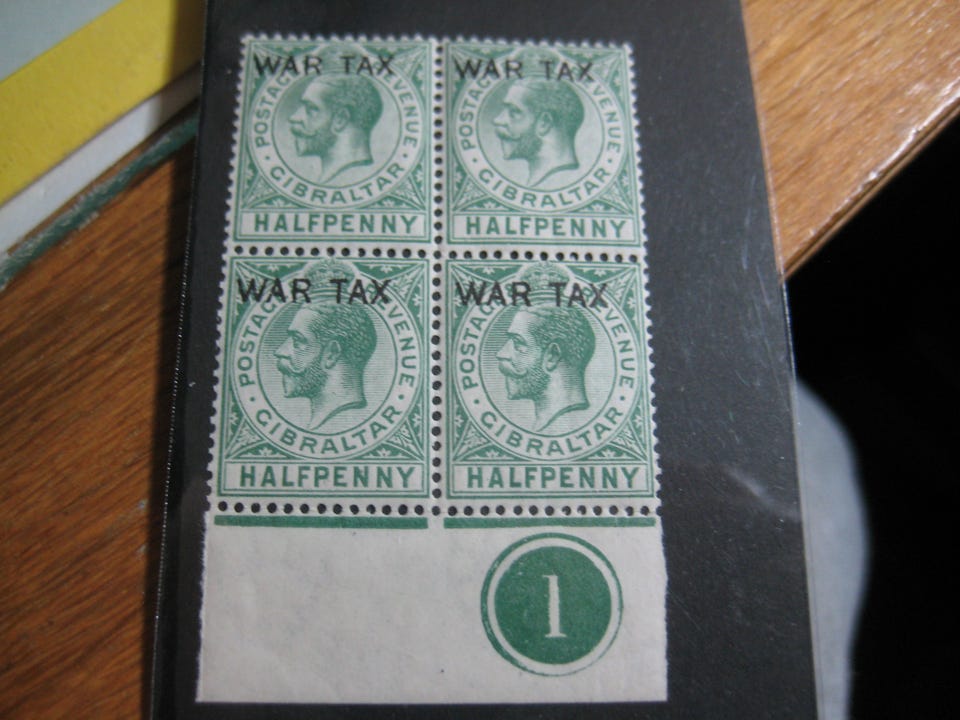 WAR TAX WAR TAX
POSTAGE REVENUE POSTAGE REVENUE
· GIBRALTAR · · GIBRALTAR ·
HALFPENNY HALFPENNY
WAR TAX WAR TAX
POSTAGE REVENUE POSTAGE REVENUE
· GIBRALTAR · · GIBRALTAR ·
HALFPENNY HALFPENNY
1